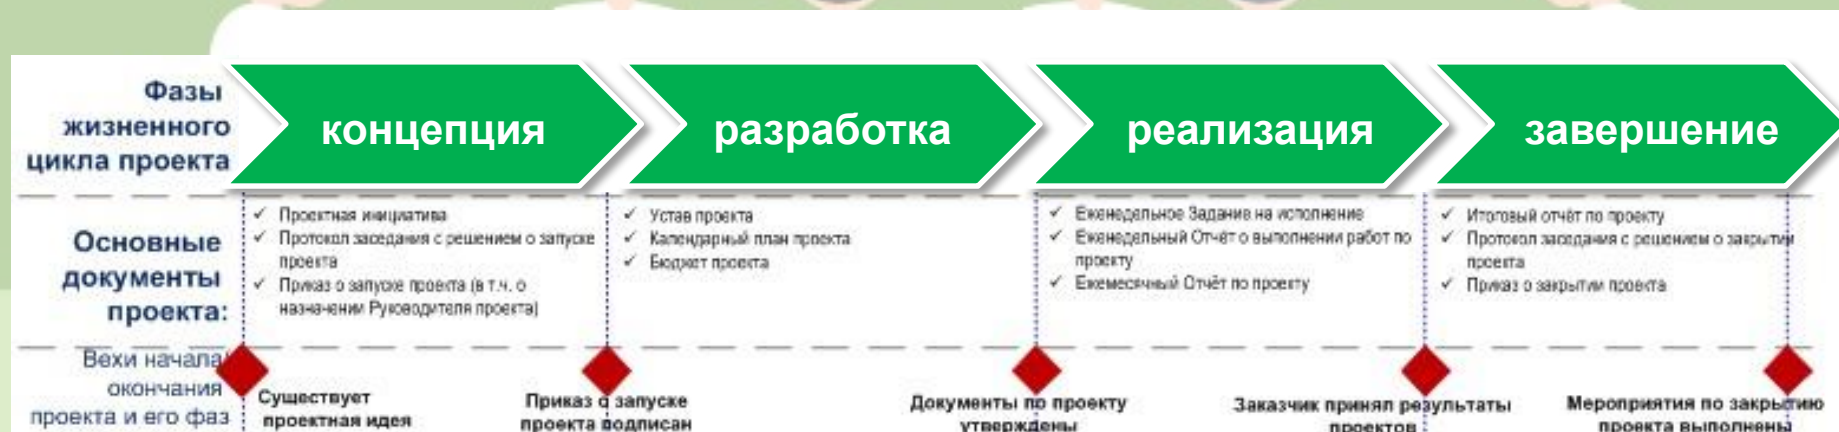 Фазы
жизненного
цикла проекта
концепция
разработка
реализация
завершение
Основные
документы
проекта:
✓ Проектная инициатива
✓ Протокол заседания с решением о запуске
проекта
✓ Приказ о запуске проекта (в т.ч. о
назначении Руководителя проекта)
✓ Устав проекта
✓ Календарный план проекта
✓ Бюджет проекта
✓ Еженедельное Задание на исполнение
✓ Еженедельный Отчёт о выполнении работ по
проекту
✓ Ежемесячный Отчёт по проекту
✓ Итоговый отчёт по проекту
✓ Протокол заседания с решением о закрытии
проекта
✓ Приказ о закрытии проекта
Вехи начала/
окончания
проекта и его фаз
Существует
проектная идея
Приказ о запуске
проекта подписан
Документы по проекту
утверждены
Заказчик принял результаты
проектов
Мероприятия по закрытию
проекта выполнены